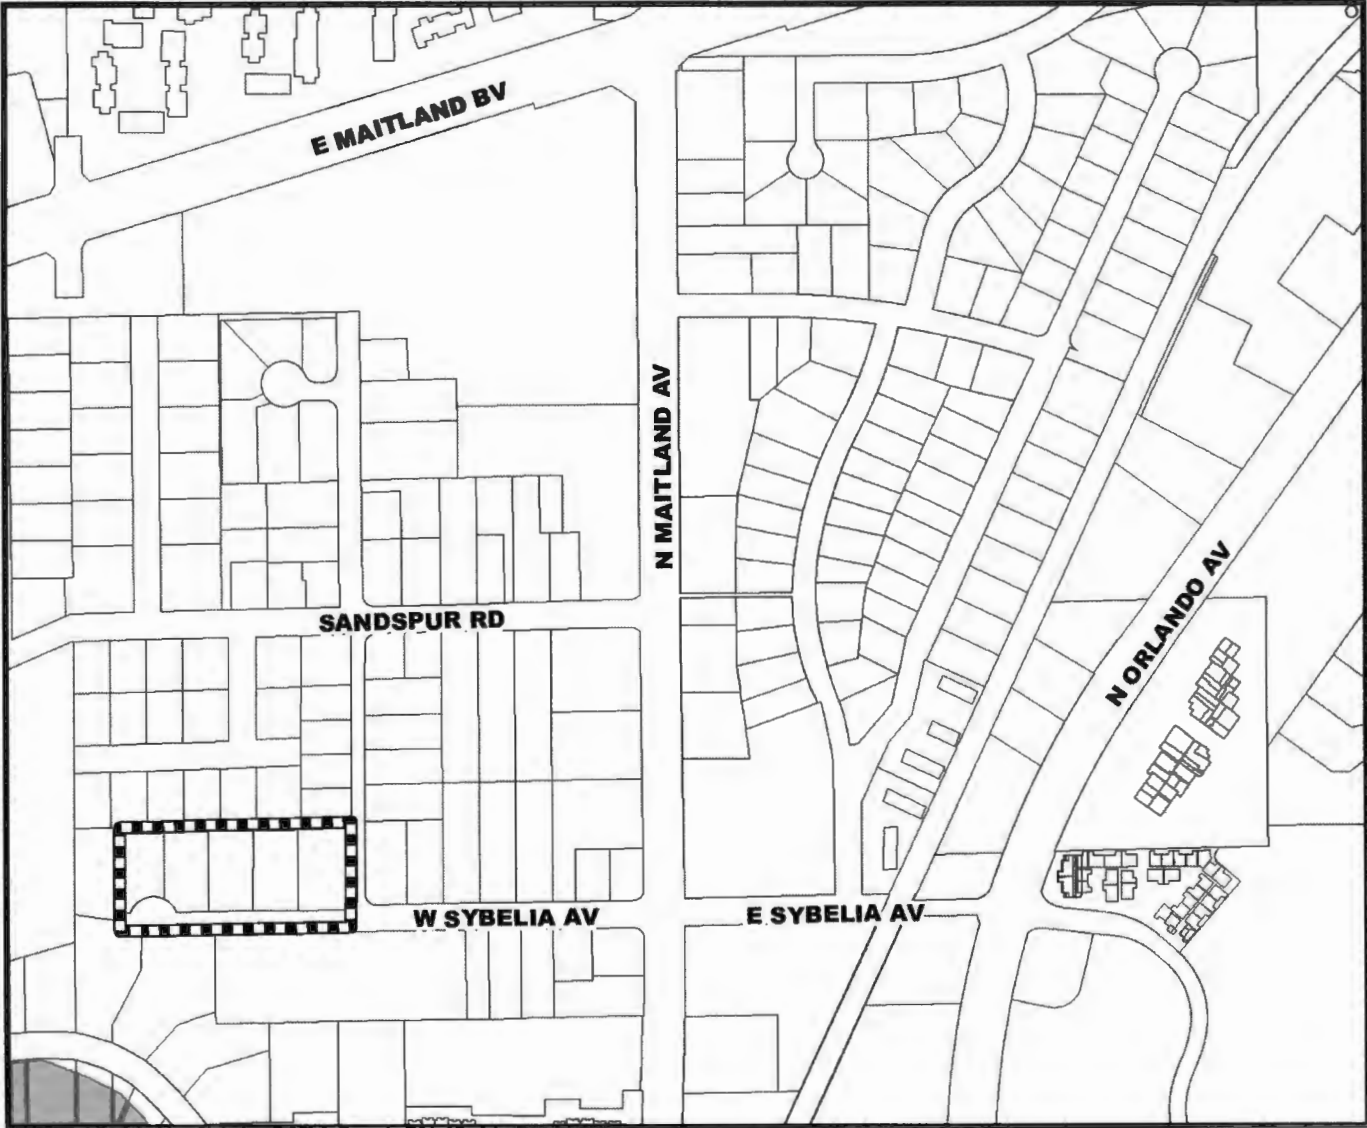 E MAITLAND BV
N MAITLAND AV
SANDSPUR RD
N ORLANDO AV
W SYBELIA AV
E SYBELIA AV